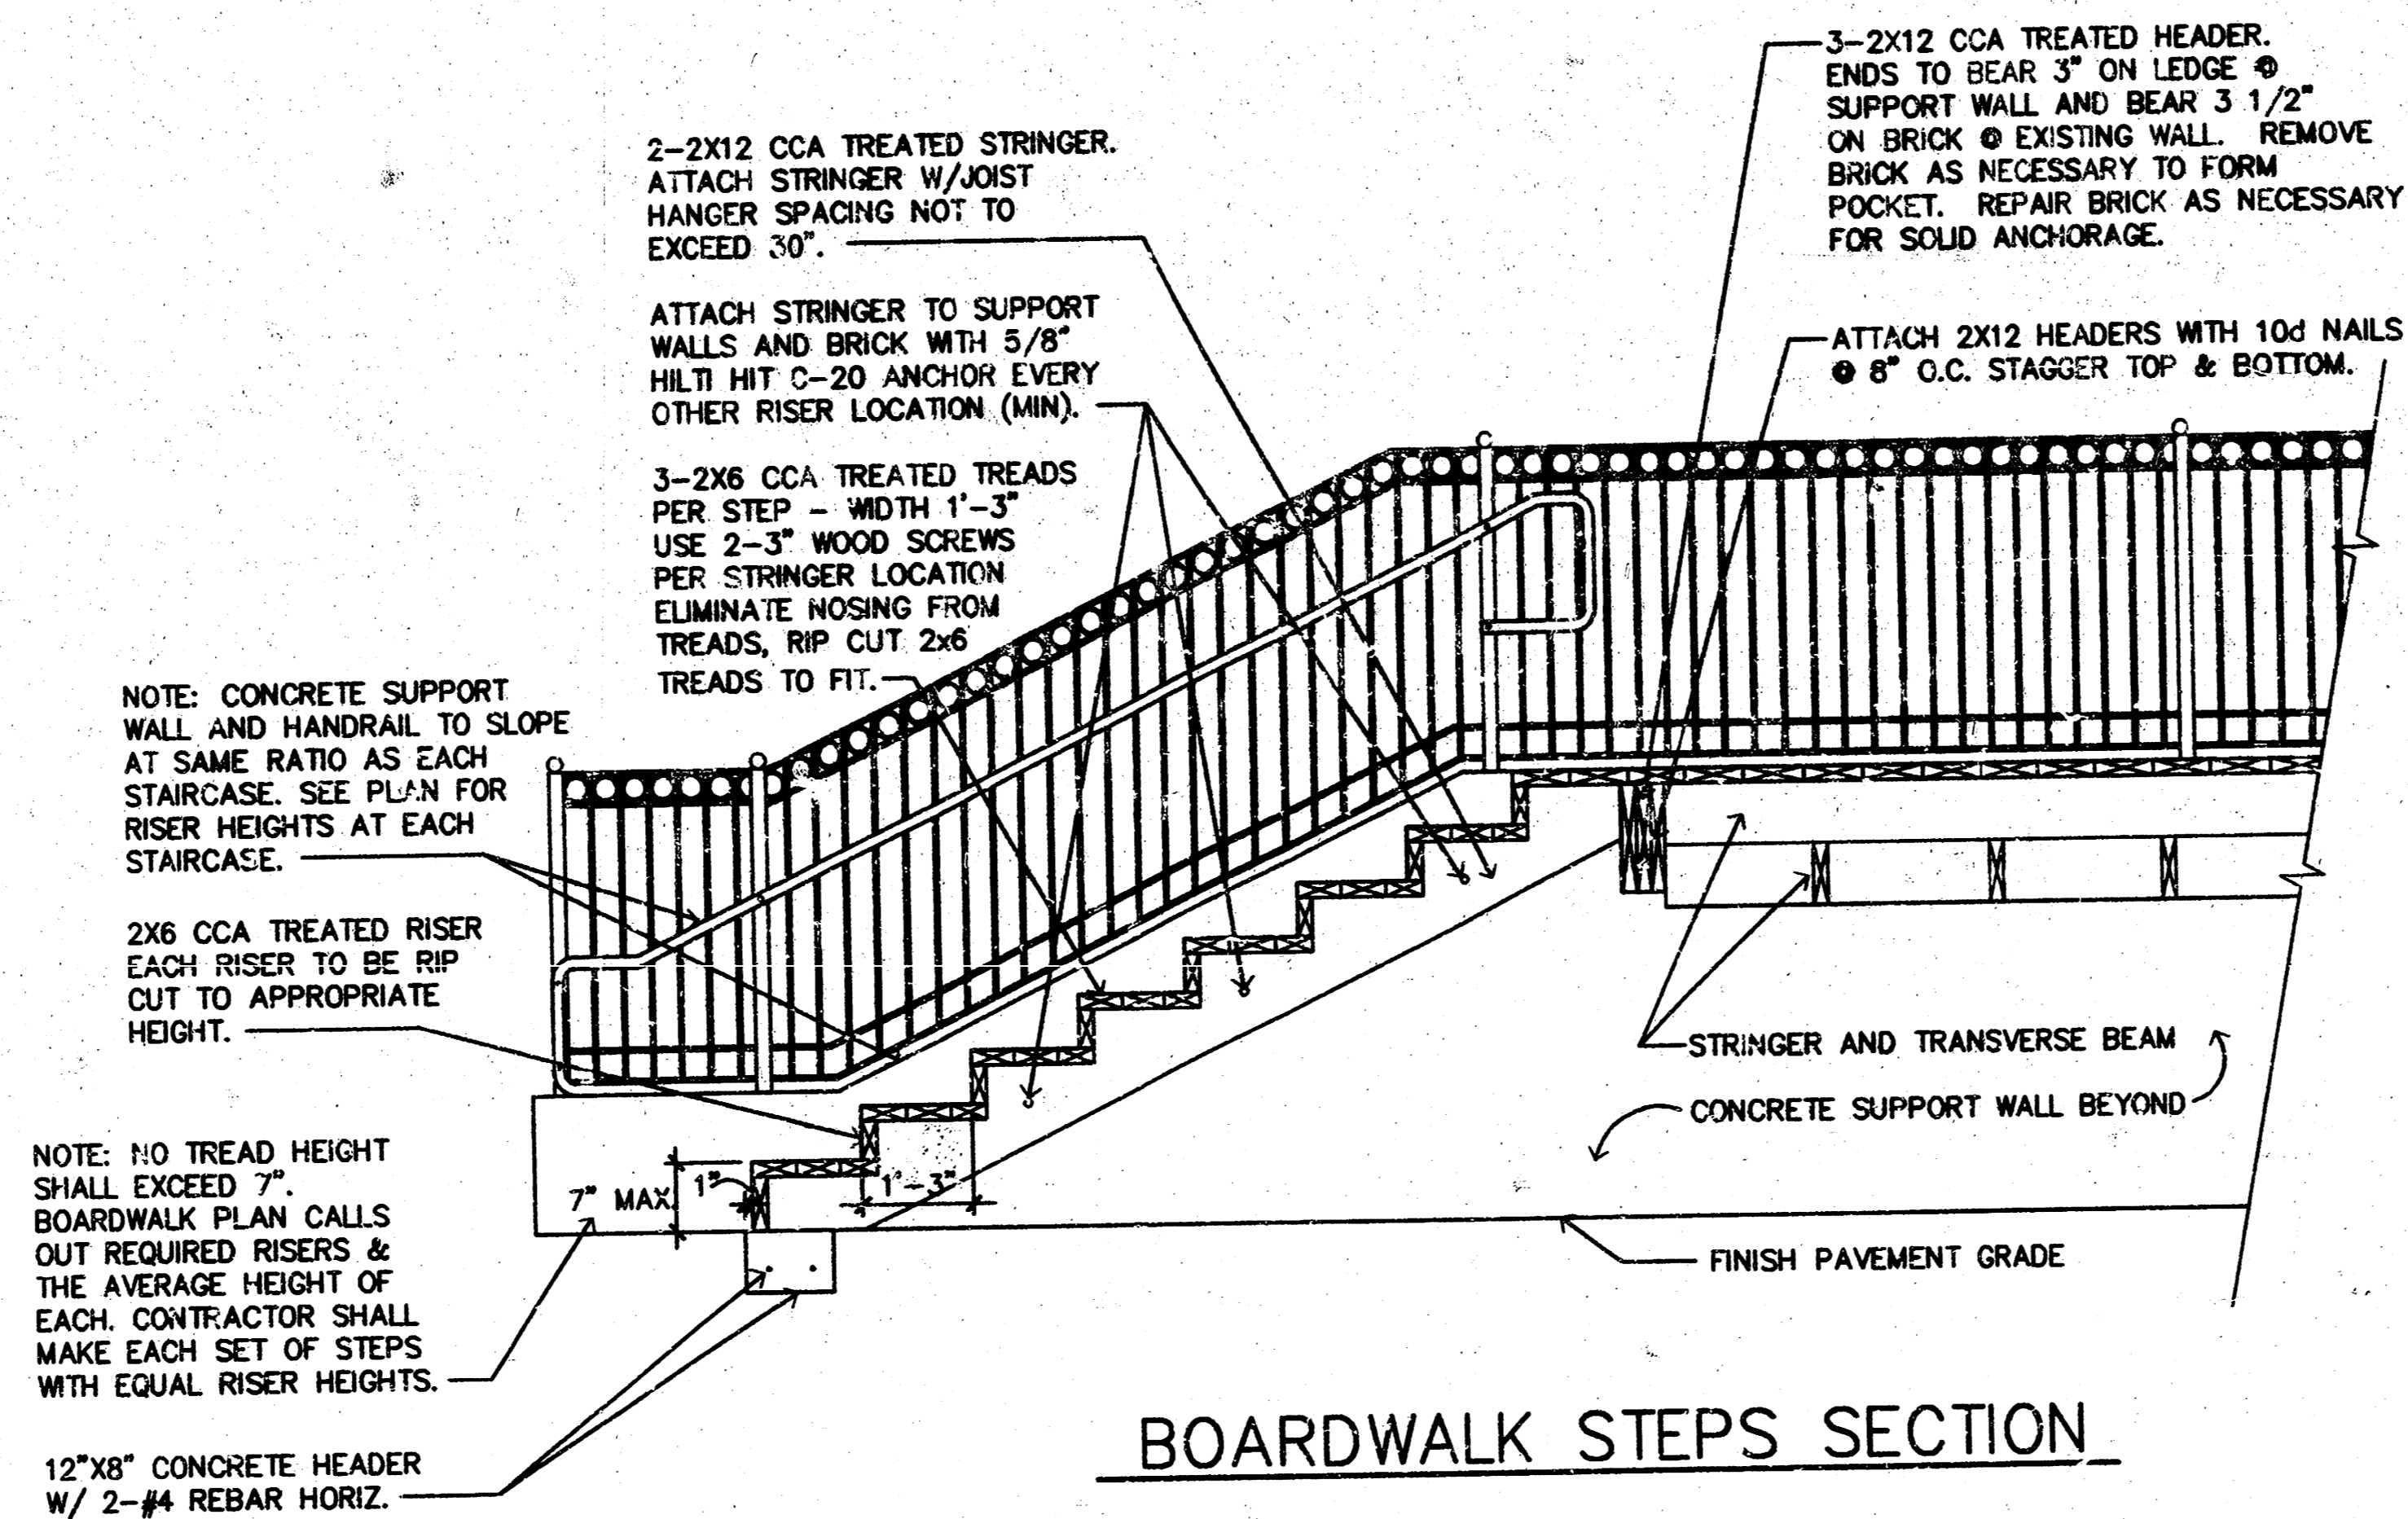 3-2X12 CCA TREATED HEADER.
ENDS TO BEAR 3" ON LEDGE @
SUPPORT WALL AND BEAR 3 1/2"
ON BRICK @ EXISTING WALL. REMOVE
BRICK AS NECESSARY TO FORM
POCKET. REPAIR BRICK AS NECESSARY
FOR SOLID ANCHORAGE.
2-2X12 CCA TREATED STRINGER.
ATTACH STRINGER W/JOIST
HANGER SPACING NOT TO
EXCEED 30".
ATTACH STRINGER TO SUPPORT
WALLS AND BRICK WITH 5/8"
HILTI HIT C-20 ANCHOR EVERY
OTHER RISER LOCATION (MIN).
ATTACH 2X12 HEADERS WITH 10d NAILS
@ 8" O.C. STAGGER TOP & BOTTOM.
3-2X6 CCA TREATED TREADS
PER STEP - WIDTH 1'-3"
USE 2-3" WOOD SCREWS
PER STRINGER LOCATION
ELIMINATE NOSING FROM
TREADS, RIP CUT 2x6
TREADS TO FIT.
NOTE: CONCRETE SUPPORT
WALL AND HANDRAIL TO SLOPE
AT SAME RATIO AS EACH
STAIRCASE. SEE PLAN FOR
RISER HEIGHTS AT EACH
STAIRCASE.
2X6 CCA TREATED RISER
EACH RISER TO BE RIP
CUT TO APPROPRIATE
HEIGHT.
NOTE: NO TREAD HEIGHT
SHALL EXCEED 7".
BOARDWALK PLAN CALLS
OUT REQUIRED RISERS &
THE AVERAGE HEIGHT OF
EACH. CONTRACTOR SHALL
MAKE EACH SET OF STEPS
WITH EQUAL RISER HEIGHTS.
7" MAX
1"
1'-3"
STRINGER AND TRANSVERSE BEAM
CONCRETE SUPPORT WALL BEYOND
FINISH PAVEMENT GRADE
12"X8" CONCRETE HEADER
W/ 2-#4 REBAR HORIZ.
BOARDWALK STEPS SECTION